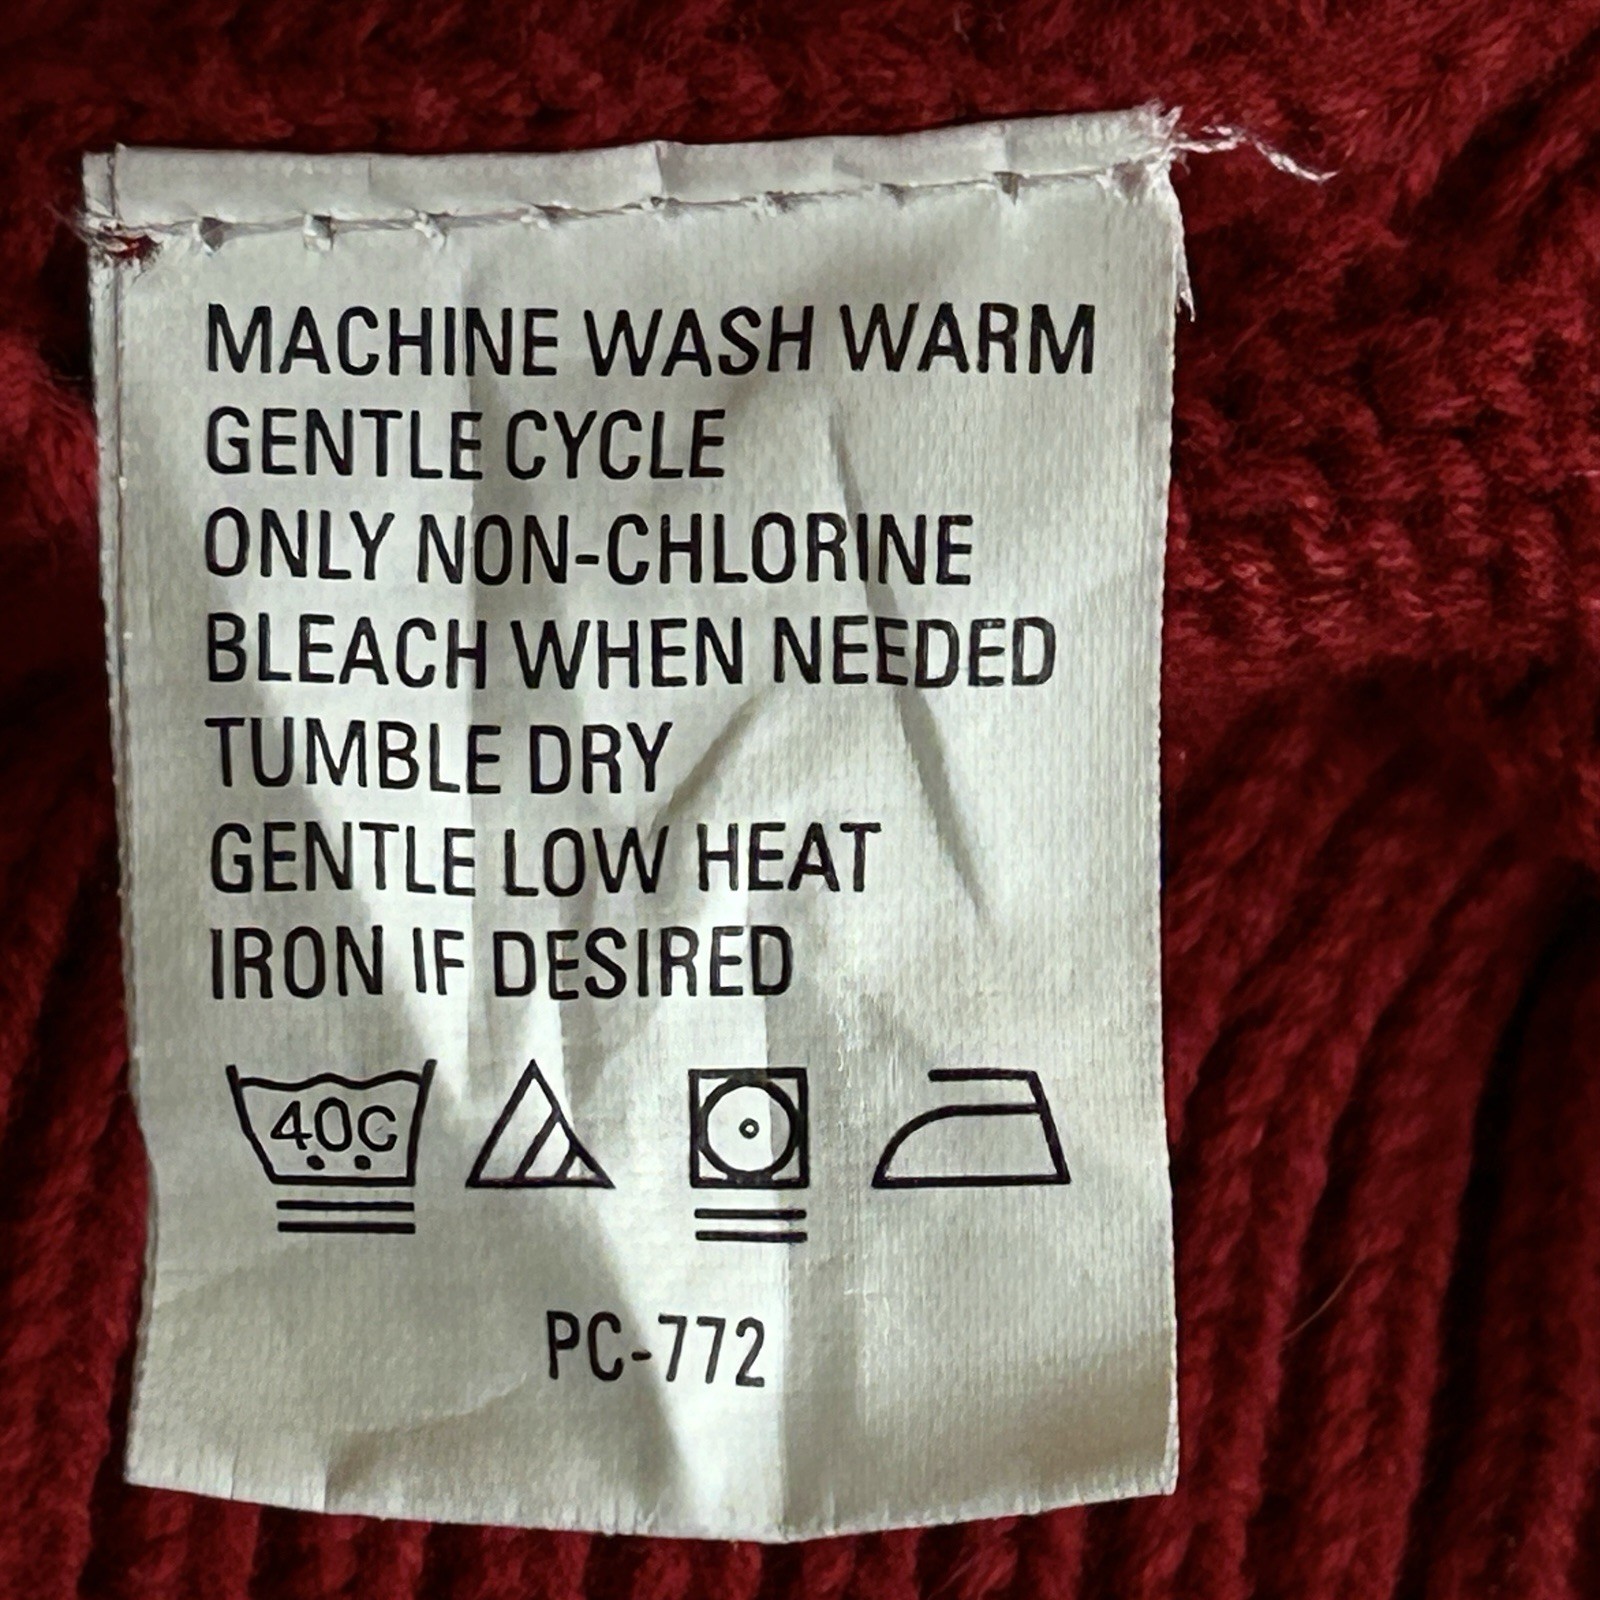 MACHINE WASH WARM
GENTLE CYCLE
ONLY NON-CHLORINE
BLEACH WHEN NEEDED
TUMBLE DRY
GENTLE LOW HEAT
IRON IF DESIRED
40C
PC-772